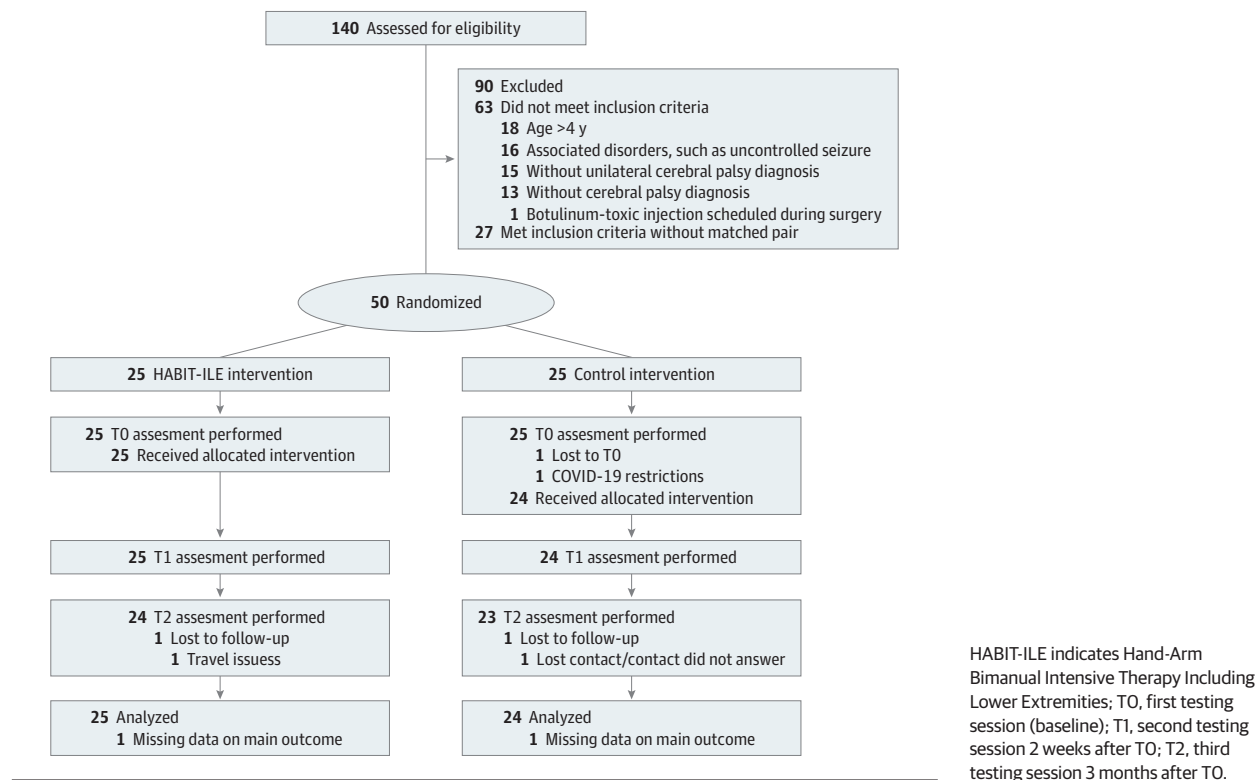 140 Assessed for eligibility
90 Excluded
63 Did not meet inclusion criteria
18 Age >4 y
16 Associated disorders, such as uncontrolled seizure
15 Without unilateral cerebral palsy diagnosis
13 Without cerebral palsy diagnosis
1 Botulinum-toxic injection scheduled during surgery
27 Met inclusion criteria without matched pair
50 Randomized
25 HABIT-ILE intervention
25 Control intervention
25 T0 assesment performed
25 Received allocated intervention
25 T0 assesment performed
1 Lost to T0
1 COVID-19 restrictions
24 Received allocated intervention
25 T1 assesment performed
24 T1 assesment performed
24 T2 assesment performed
1 Lost to follow-up
1 Travel issuess
23 T2 assesment performed
1 Lost to follow-up
1 Lost contact/contact did not answer
25 Analyzed
1 Missing data on main outcome
24 Analyzed
1 Missing data on main outcome
HABIT-ILE indicates Hand-Arm
Bimanual Intensive Therapy Including
Lower Extremities; T0, first testing
session (baseline); T1, second testing
session 2 weeks after T0; T2, third
testing session 3 months after T0.